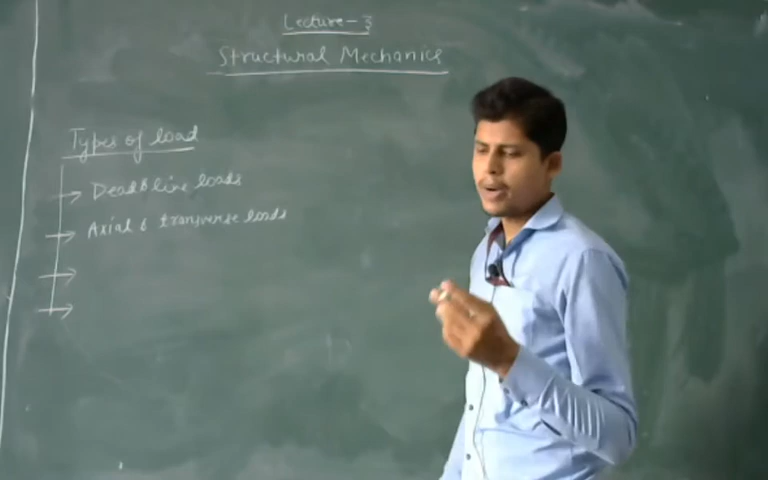 Lecture-3
Structural Mechanics
Types of load
Dead & live loads
Axial & transverse loads